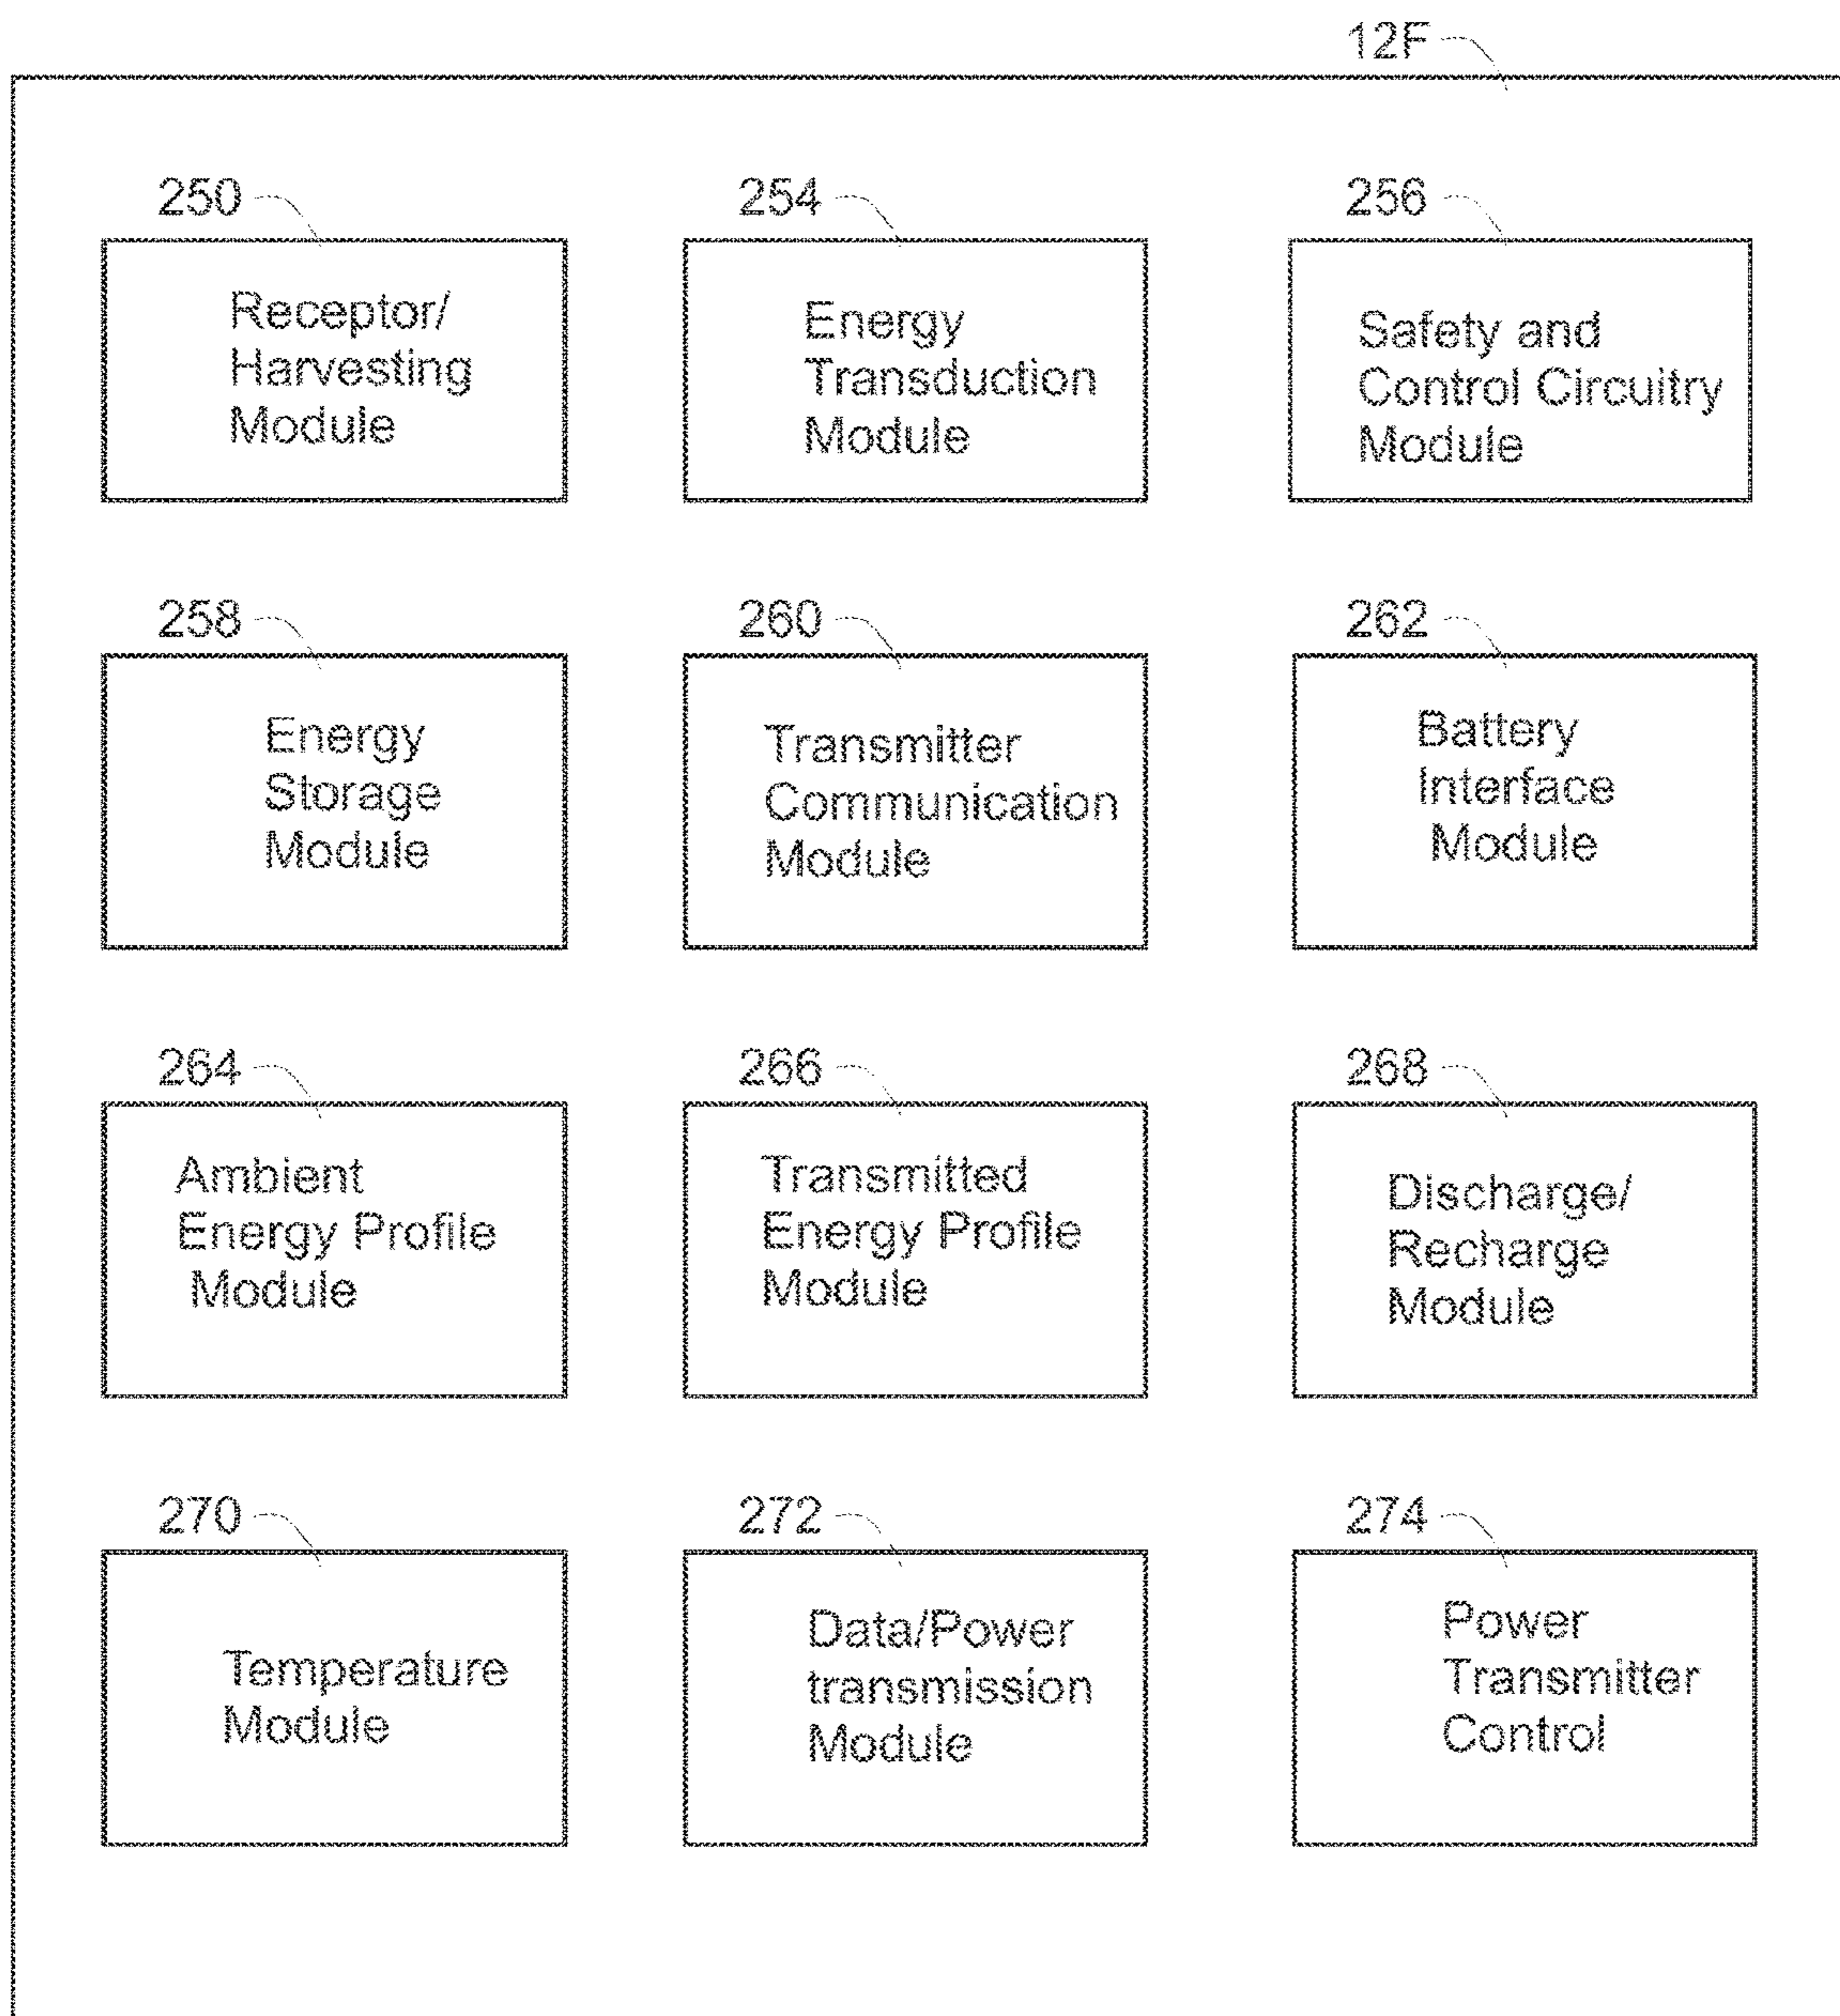 12F
250
Receptor/
Harvesting
Module
254
Energy
Transduction
Module
256
Safety and
Control Circuitry
Module
258
Energy
Storage
Module
260
Transmitter
Communication
Module
262
Battery
Interface
Module
264
Ambient
Energy Profile
Module
266
Transmitted
Energy Profile
Module
268
Discharge/
Recharge
Module
270
Temperature
Module
272
Data/Power
transmission
Module
274
Power
Transmitter
Control